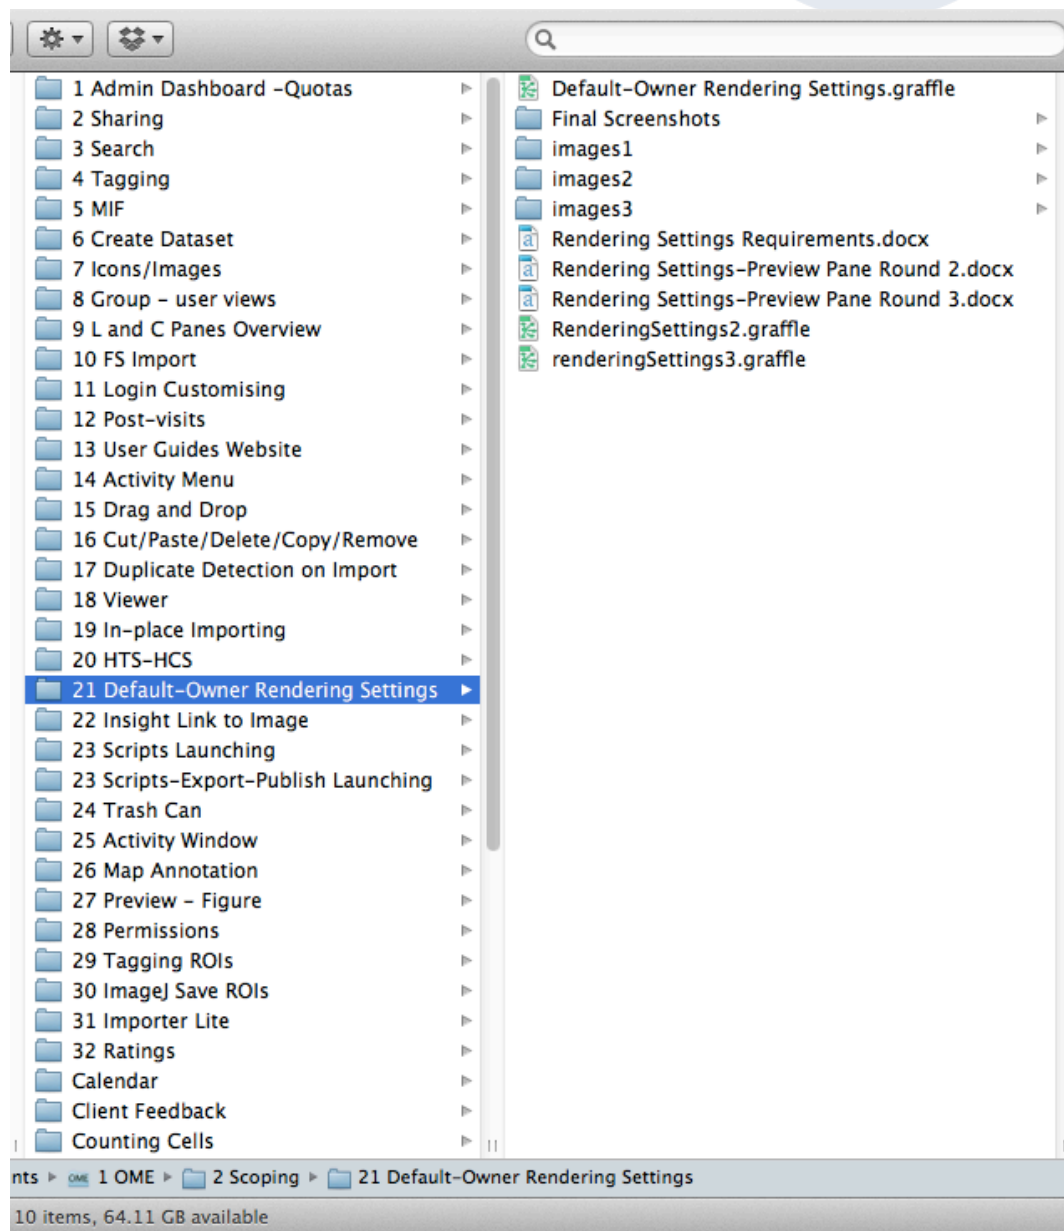 1 Admin Dashboard –Quotas
2 Sharing
3 Search
4 Tagging
5 MIF
6 Create Dataset
7 Icons/Images
8 Group – user views
9 L and C Panes Overview
10 FS Import
11 Login Customising
12 Post-visits
13 User Guides Website
14 Activity Menu
15 Drag and Drop
16 Cut/Paste/Delete/Copy/Remove
17 Duplicate Detection on Import
18 Viewer
19 In-place Importing
20 HTS-HCS
21 Default-Owner Rendering Settings
22 Insight Link to Image
23 Scripts Launching
23 Scripts-Export-Publish Launching
24 Trash Can
25 Activity Window
26 Map Annotation
27 Preview – Figure
28 Permissions
29 Tagging ROIs
30 ImageJ Save ROIs
31 Importer Lite
32 Ratings
Calendar
Client Feedback
Counting Cells
Default-Owner Rendering Settings.graffle
Final Screenshots
images1
images2
images3
Rendering Settings Requirements.docx
Rendering Settings-Preview Pane Round 2.docx
Rendering Settings-Preview Pane Round 3.docx
RenderingSettings2.graffle
renderingSettings3.graffle
nts OME 1 OME 2 Scoping 21 Default-Owner Rendering Settings
10 items, 64.11 GB available